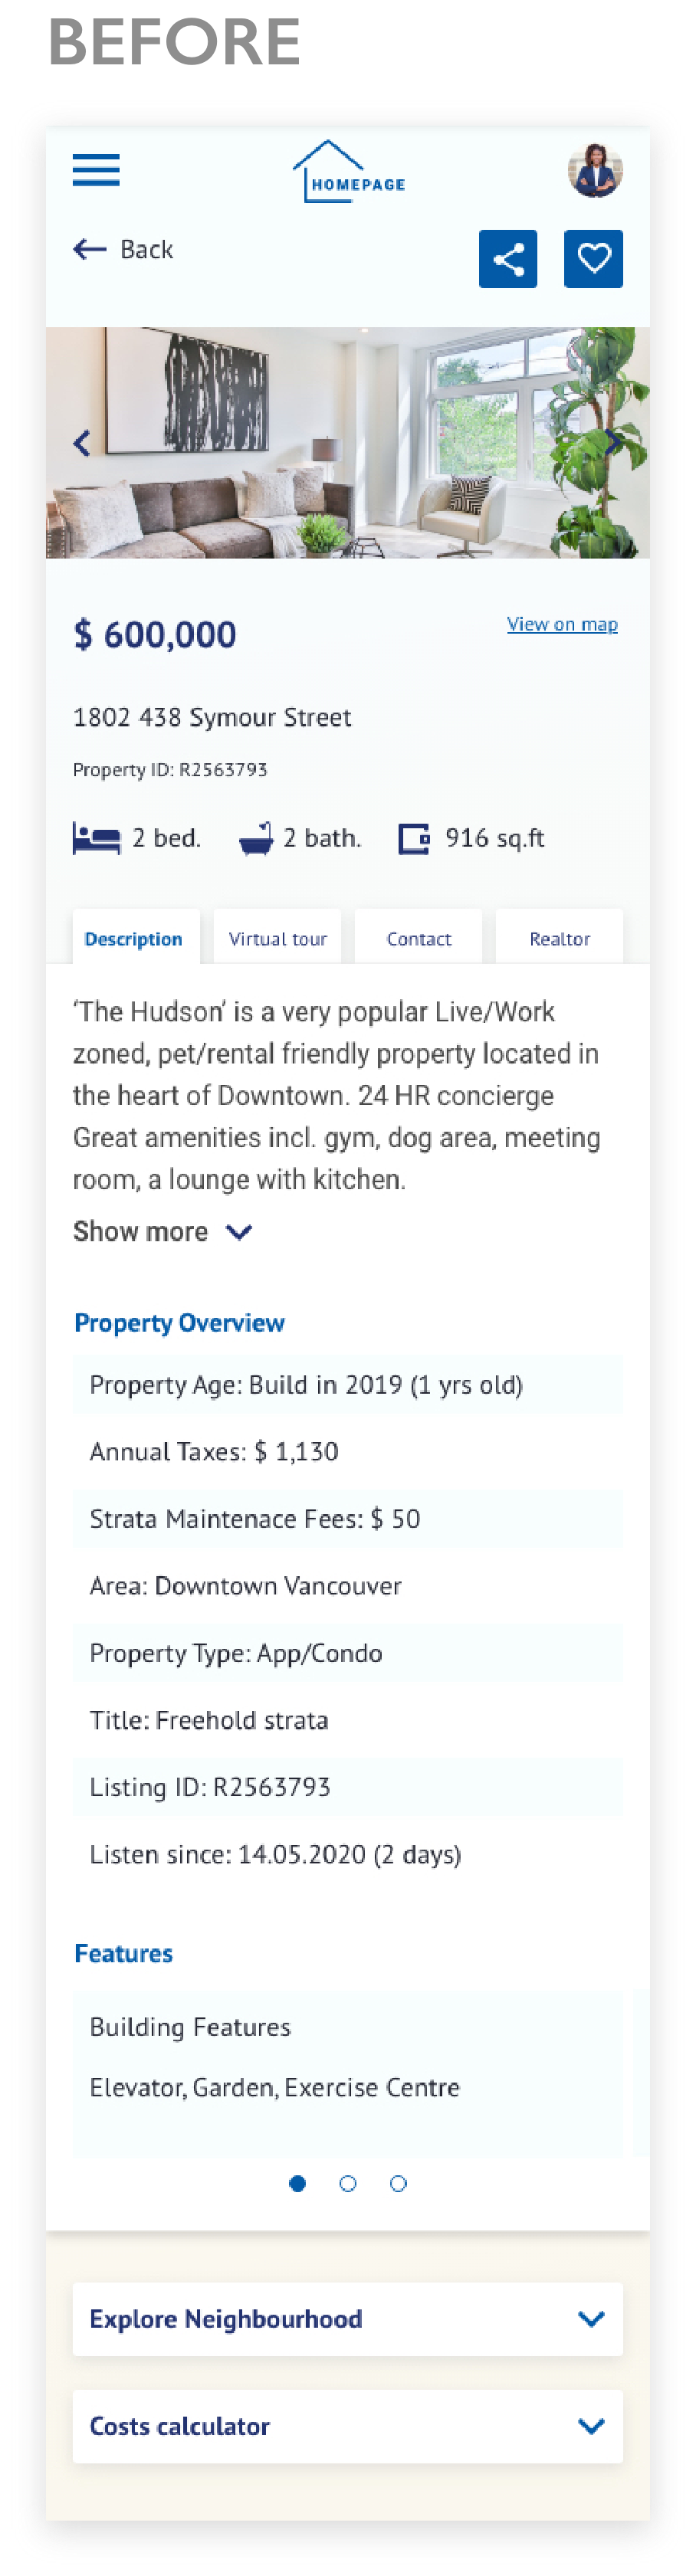 BEFORE
HOMEPAGE
Back
$ 600,000
View on map
1802 438 Symour Street
Property ID: R2563793
2 bed.
2 bath.
916 sq.ft
Description
Virtual tour
Contact
Realtor
‘The Hudson’ is a very popular Live/Work
zoned, pet/rental friendly property located in
the heart of Downtown. 24 HR concierge
Great amenities incl. gym, dog area, meeting
room, a lounge with kitchen.
Show more
Property Overview
Property Age: Build in 2019 (1 yrs old)
Annual Taxes: $ 1,130
Strata Maintenace Fees: $ 50
Area: Downtown Vancouver
Property Type: App/Condo
Title: Freehold strata
Listing ID: R2563793
Listen since: 14.05.2020 (2 days)
Features
Building Features
Elevator, Garden, Exercise Centre
Explore Neighbourhood
Costs calculator